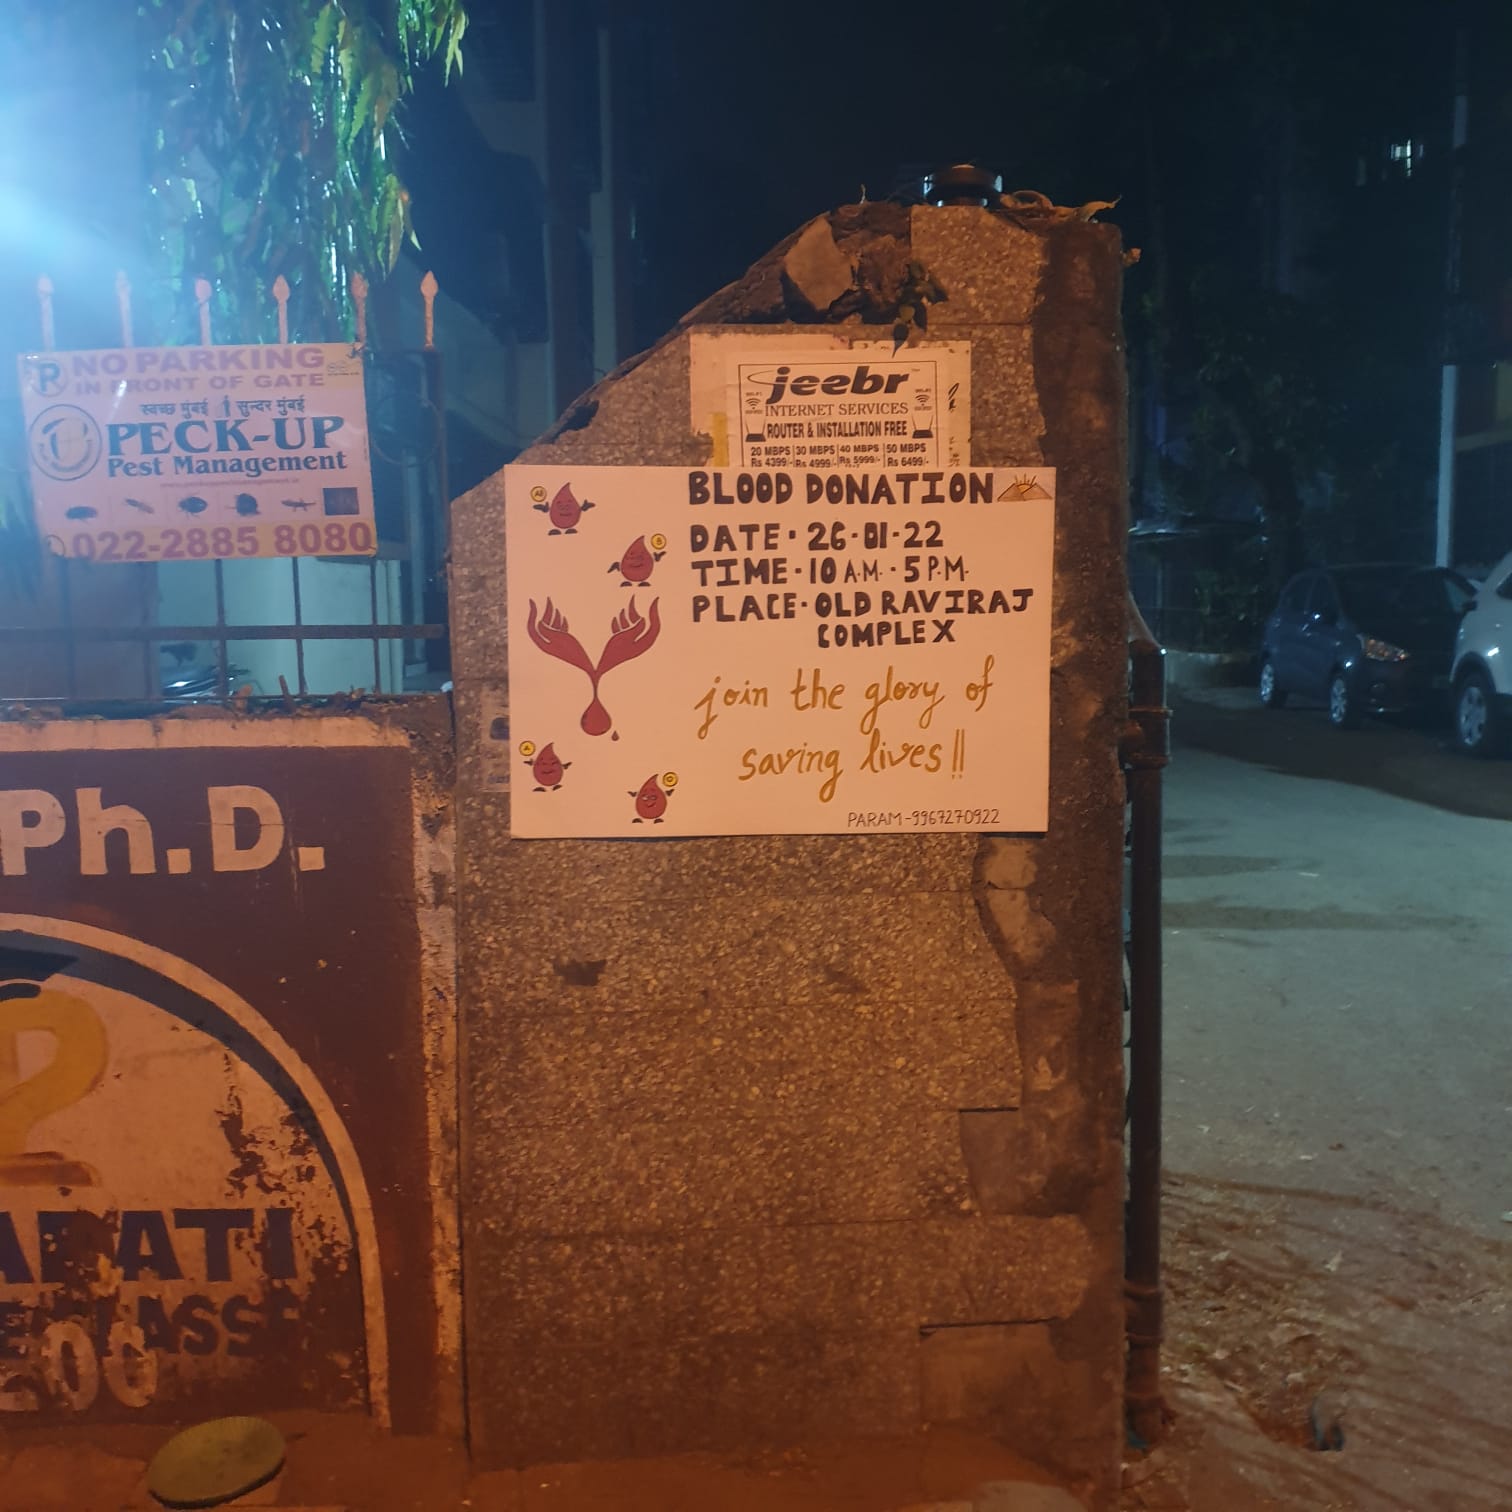 NO PARKING
IN FRONT OF GATE
स्वच्छ मुंबई सुन्दर मुंबई
PECK-UP
Pest Management
022-2885 8080
jeebr
INTERNET SERVICES
ROUTER & INSTALLATION FREE
20 MBPS 30 MBPS 40 MBPS 50 MBPS
Rs 4399/- Rs 4999/- Rs 5999/- Rs 6499/-
BLOOD DONATION
DATE · 26-01-22
TIME · 10 A.M. - 5 P.M.
PLACE · OLD RAVIRAJ
COMPLEX
join the glory of
saving lives!!
PARAM-9967270922
AB
B
A
O
Ph.D.